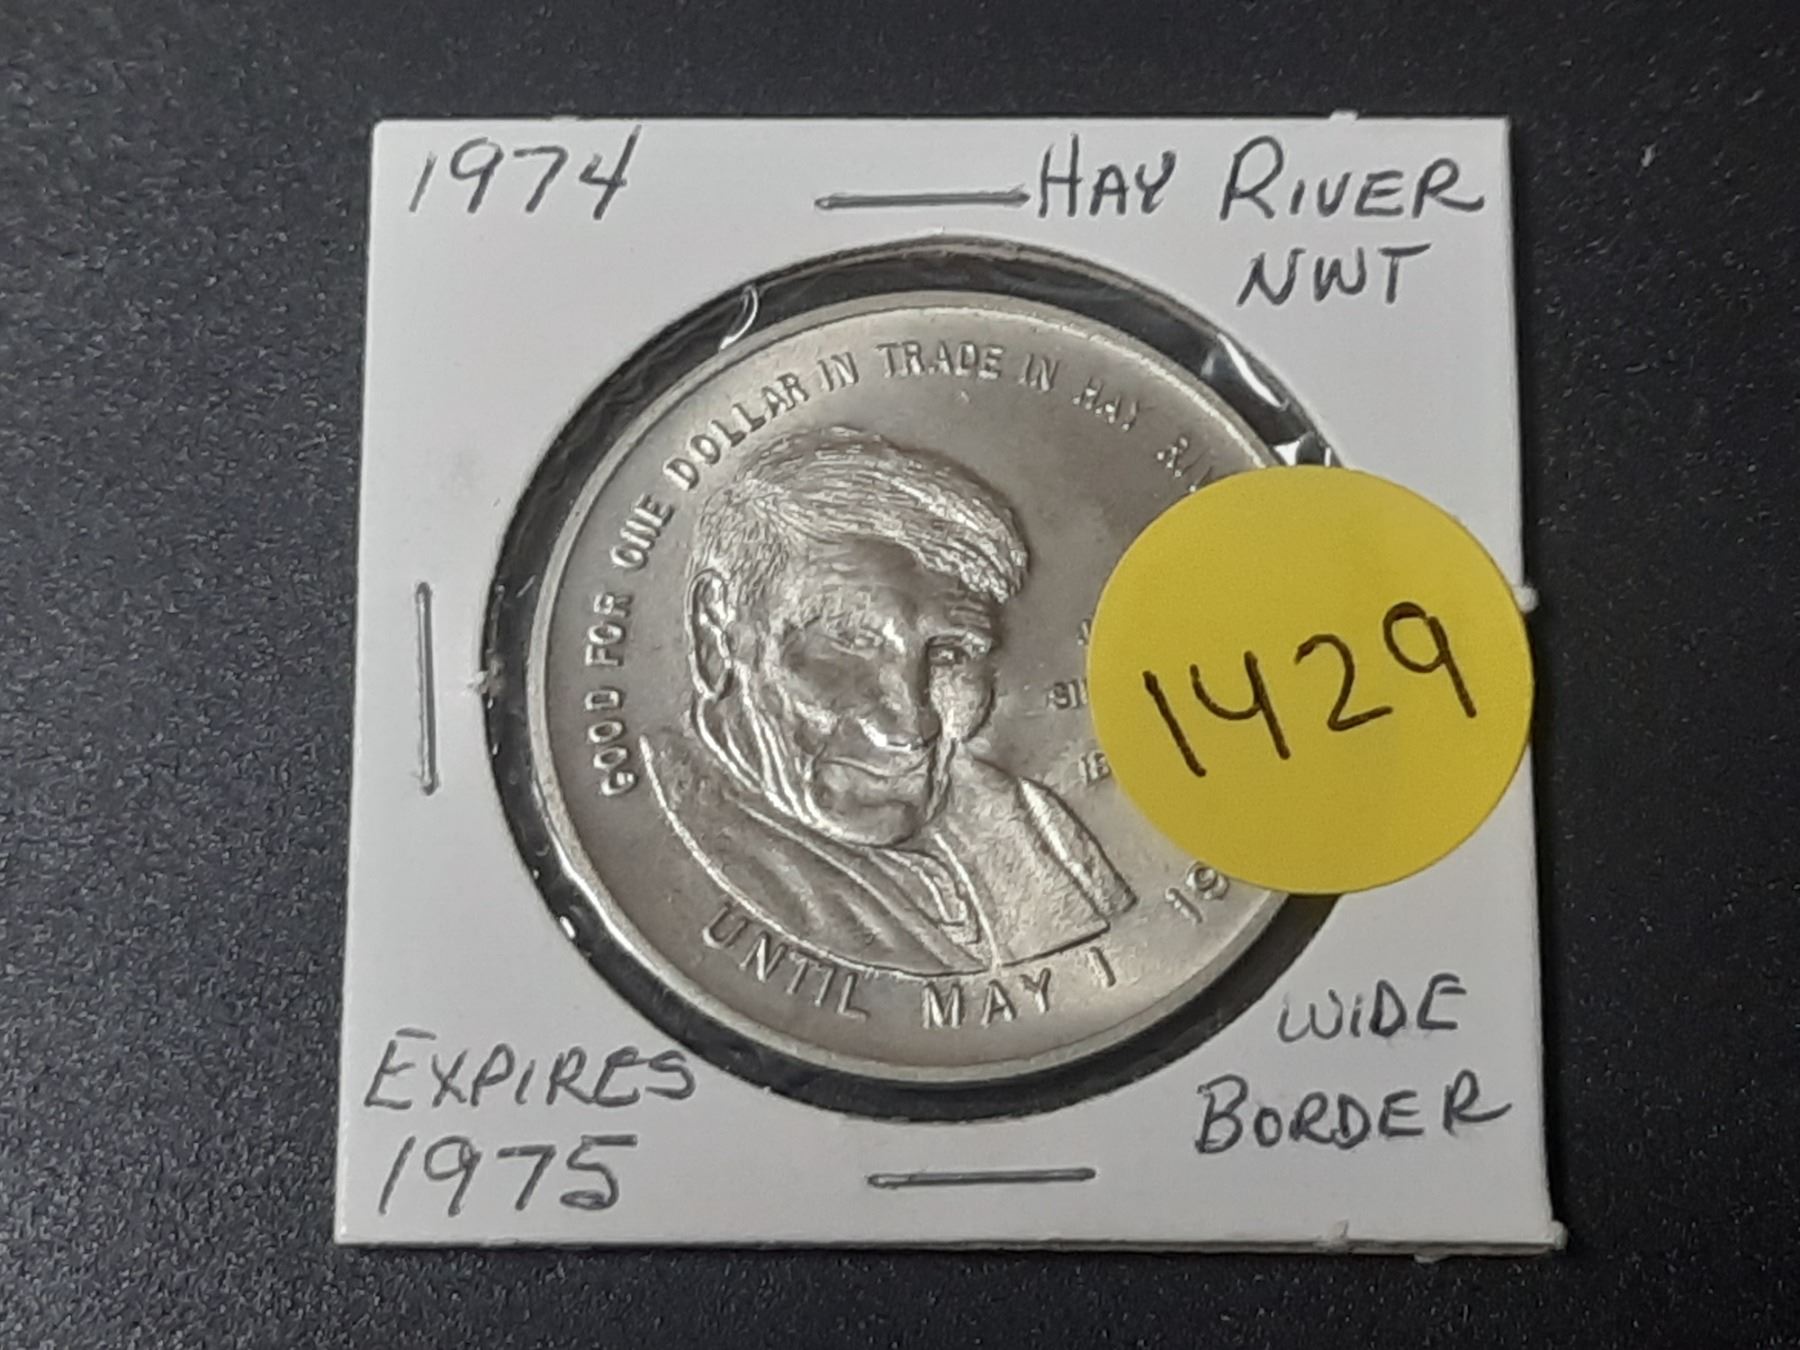 1974
HAY RIVER
NWT
GOOD FOR ONE DOLLAR IN TRADE IN HAY
UNTIL MAY 1
1429
EXPIRES
1975
WIDE
BORDER